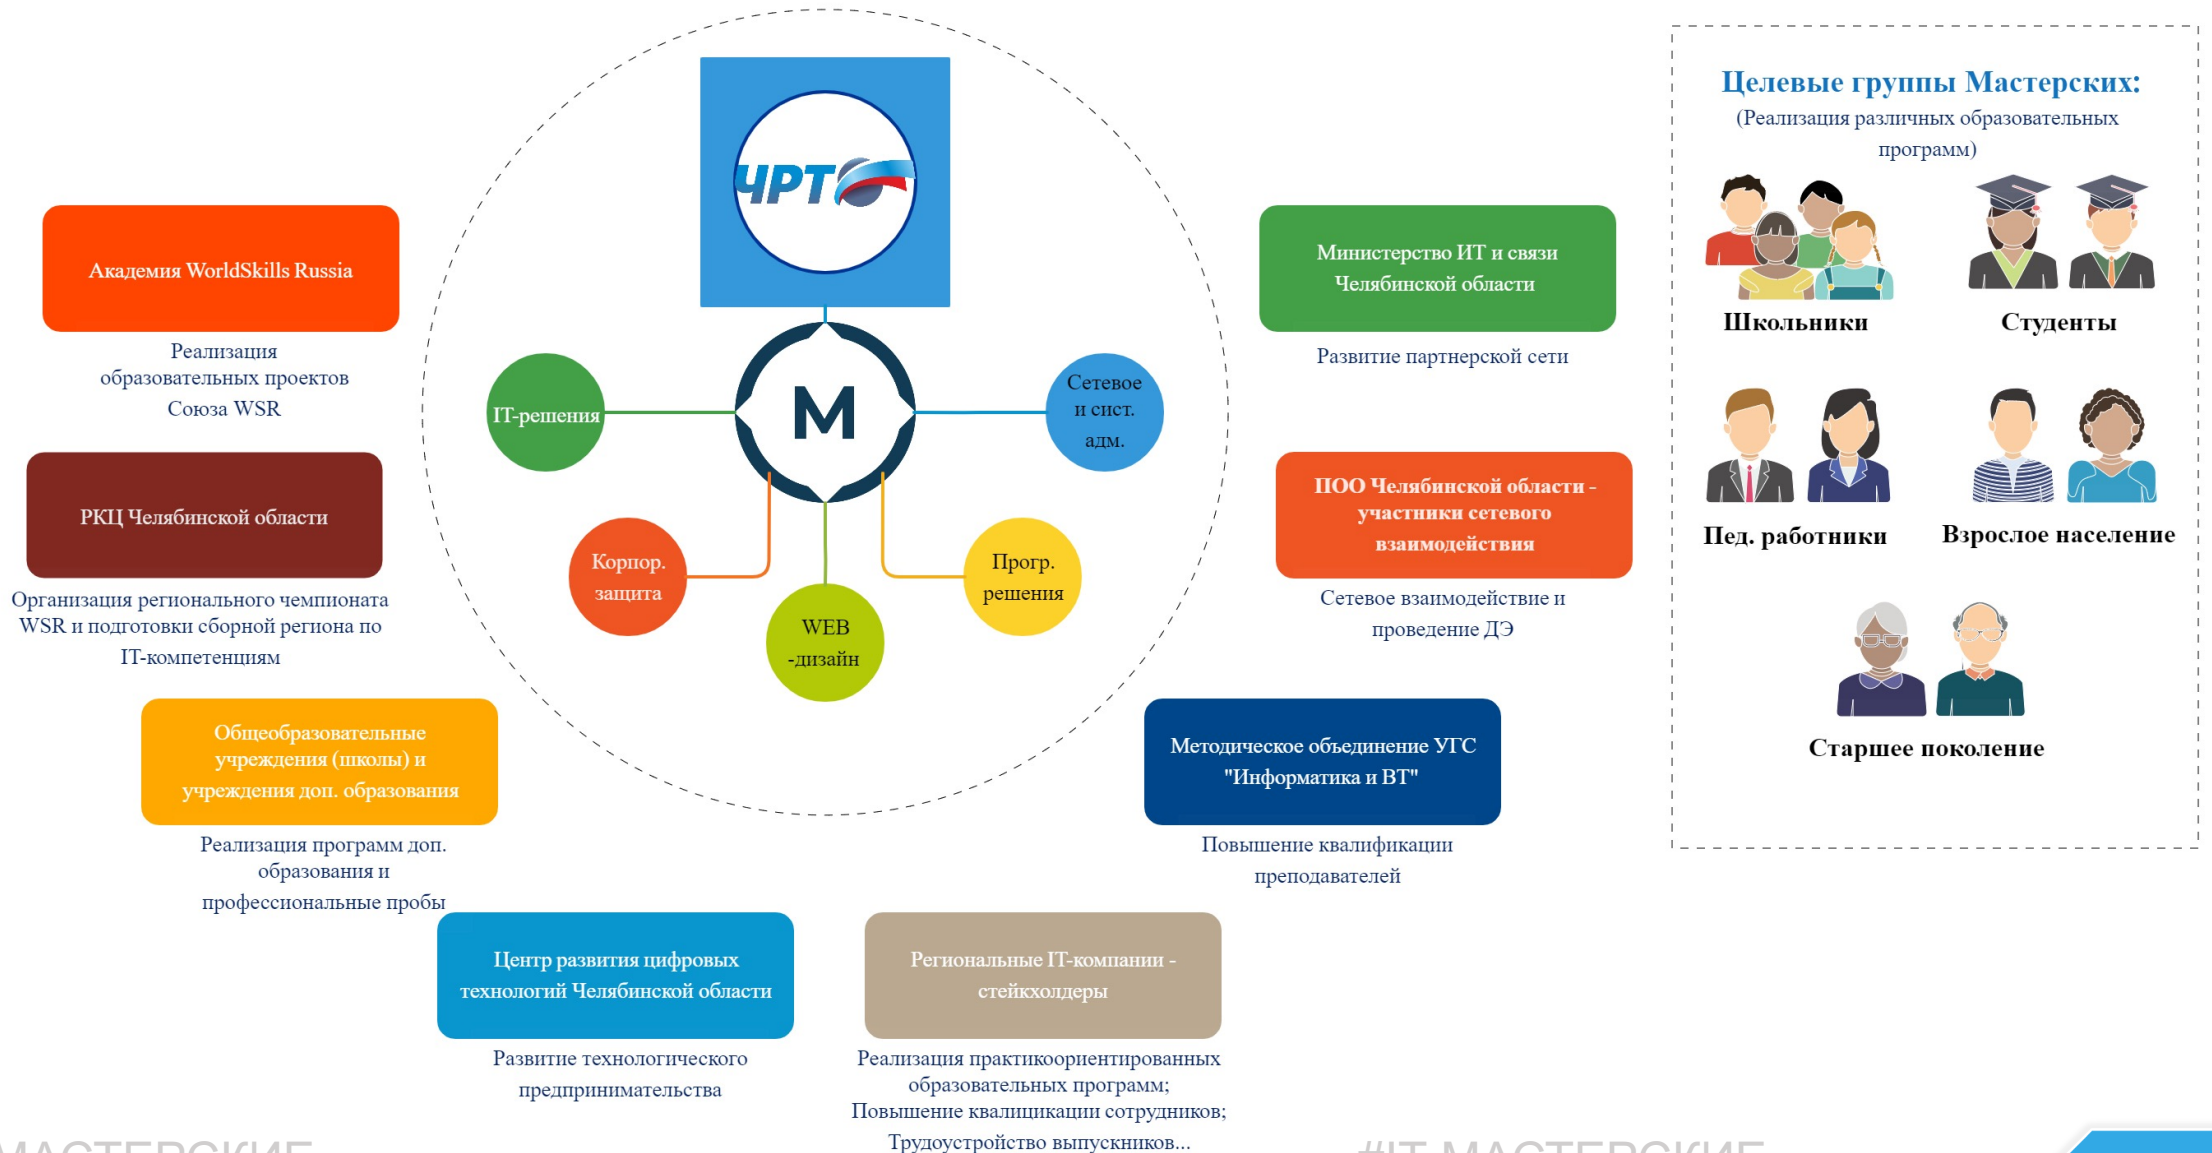 ЧРТ
М
IT-решения
Сетевое
и сист.
адм.
Корпор.
защита
WEB
-дизайн
Прогр.
решения
Академия WorldSkills Russia
Реализация
образовательных проектов
Союза WSR
РКЦ Челябинской области
Организация регионального чемпионата
WSR и подготовки сборной региона по
IT-компетенциям
Общеобразовательные
учреждения (школы) и
учреждения доп. образования
Реализация программ доп.
образования и
профессиональные пробы
Центр развития цифровых
технологий Челябинской области
Развитие технологического
предпринимательства
Региональные IT-компании -
стейкхолдеры
Реализация практикоориентированных
образовательных программ;
Повышение квалицикации сотрудников;
Трудоустройство выпускников...
Министерство ИТ и связи
Челябинской области
Развитие партнерской сети
ПОО Челябинской области -
участники сетевого
взаимодействия
Сетевое взаимодействие и
проведение ДЭ
Методическое объединение УГС
"Информатика и ВТ"
Повышение квалификации
преподавателей
Целевые группы Мастерских:
(Реализация различных образовательных
программ)
Школьники
Студенты
Пед. работники
Взрослое население
Старшее поколение
МАСТЕРСКИЕ
#IT МАСТЕРСКИЕ